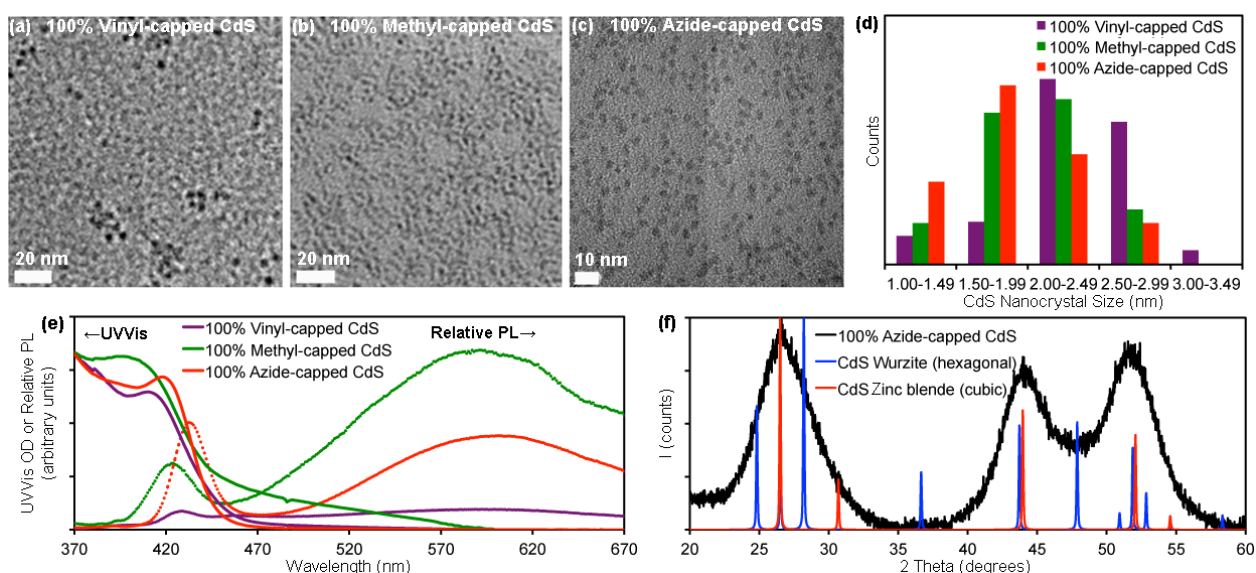 (a) 100% Vinyl-capped CdS
20 nm
(b) 100% Methyl-capped CdS
20 nm
(c) 100% Azide-capped CdS
10 nm
(d)
100% Vinyl-capped CdS
100% Methyl-capped CdS
100% Azide-capped CdS
Counts
1.00-1.49 1.50-1.99 2.00-2.49 2.50-2.99 3.00-3.49
CdS Nanocrystal Size (nm)
(e)
←UVVis
Relative PL→
100% Vinyl-capped CdS
100% Methyl-capped CdS
100% Azide-capped CdS
UVVis OD or Relative PL
(arbitrary units)
370 420 470 520 570 620 670
Wavelength (nm)
(f)
100% Azide-capped CdS
CdS Wurzite (hexagonal)
CdS Zinc blende (cubic)
I (counts)
20 25 30 35 40 45 50 55 60
2 Theta (degrees)